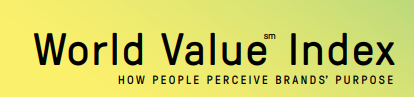 World Value℠ Index
HOW PEOPLE PERCEIVE BRANDS' PURPOSE